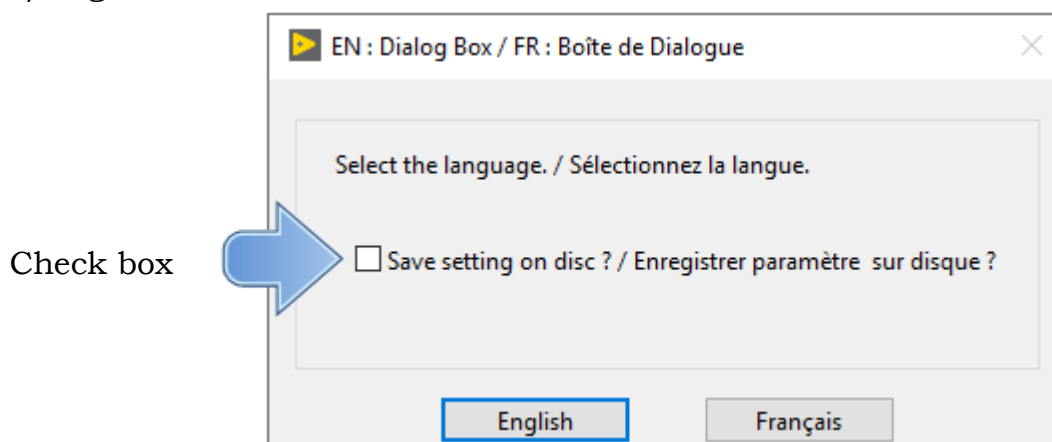 EN : Dialog Box / FR : Boîte de Dialogue
Select the language. / Sélectionnez la langue.
Check box
Save setting on disc ? / Enregistrer paramètre sur disque ?
English Français